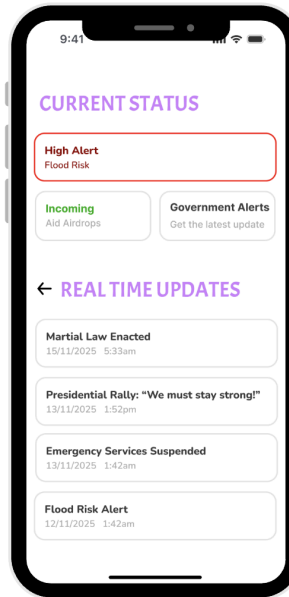 9:41
CURRENT STATUS
High Alert
Flood Risk
Incoming
Aid Airdrops
Government Alerts
Get the latest update
← REAL TIME UPDATES
Martial Law Enacted
15/11/2025 5:33am
Presidential Rally: “We must stay strong!”
13/11/2025 1:52pm
Emergency Services Suspended
13/11/2025 1:42am
Flood Risk Alert
12/11/2025 1:42am